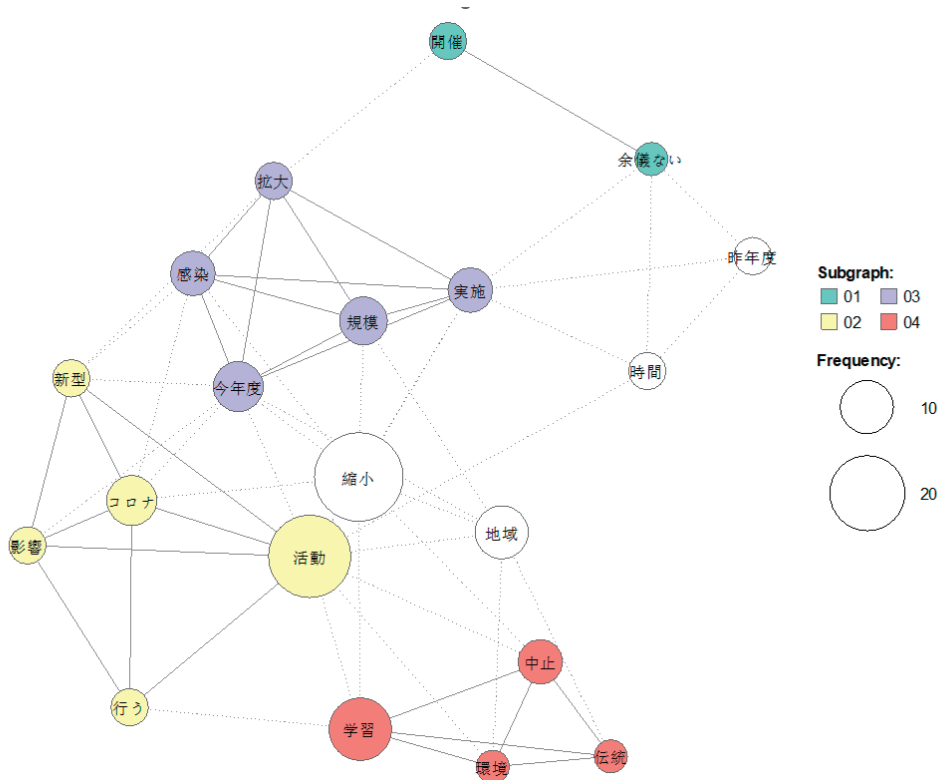 開催
余儀ない
拡大
昨年度
感染
実施
規模
時間
新型
今年度
縮小
コロナ
地域
影響
活動
中止
行う
学習
環境
伝統
Subgraph:
01 03
02 04
Frequency:
10
20